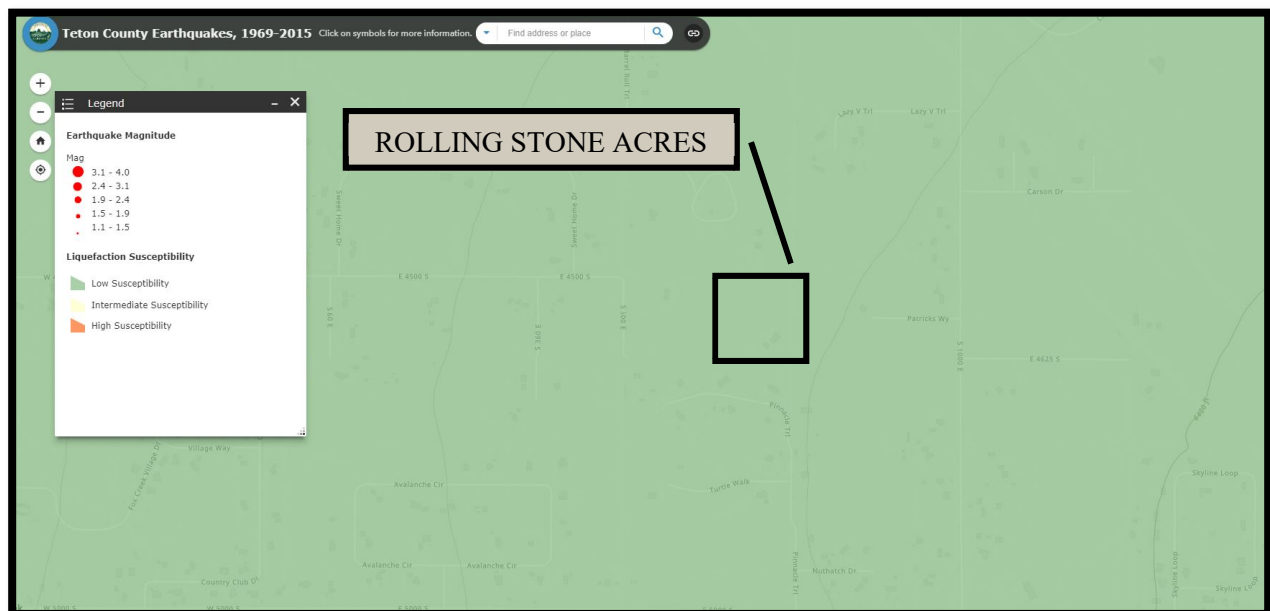 Teton County Earthquakes, 1969-2015 Click on symbols for more information. Find address or place
Legend
Earthquake Magnitude
Mag
3.1 - 4.0
2.4 - 3.1
1.9 - 2.4
1.5 - 1.9
1.1 - 1.5
Liquefaction Susceptibility
Low Susceptibility
Intermediate Susceptibility
High Susceptibility
ROLLING STONE ACRES
Lazy V Trl
Lazy V Trl
Carson Dr
Sweet Home Dr
Sweet Home Dr
E 4500 S
E 4500 S
Patricks Wy
S 1000 E
E 4625 S
Pinnacle Trl
Village Way
Fox Creek Village Dr
Avalanche Cir
Turtle Walk
Skyline Loop
Avalanche Cir
Avalanche Cir
Pinnacle Trl
Nuthatch Dr
Country Club Dr
Skyline Loop
Skyline Loop
W 5000 S
W 5000 S
E 5000 S